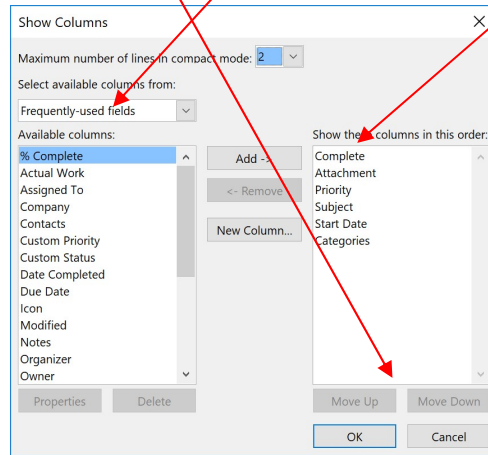 Show Columns
Maximum number of lines in compact mode: 2
Select available columns from:
Frequently-used fields
Available columns:
% Complete
Actual Work
Assigned To
Company
Contacts
Custom Priority
Custom Status
Date Completed
Due Date
Icon
Modified
Notes
Organizer
Owner
Properties
Delete
Add ->
<- Remove
New Column...
Show these columns in this order:
Complete
Attachment
Priority
Subject
Start Date
Categories
Move Up
Move Down
OK
Cancel